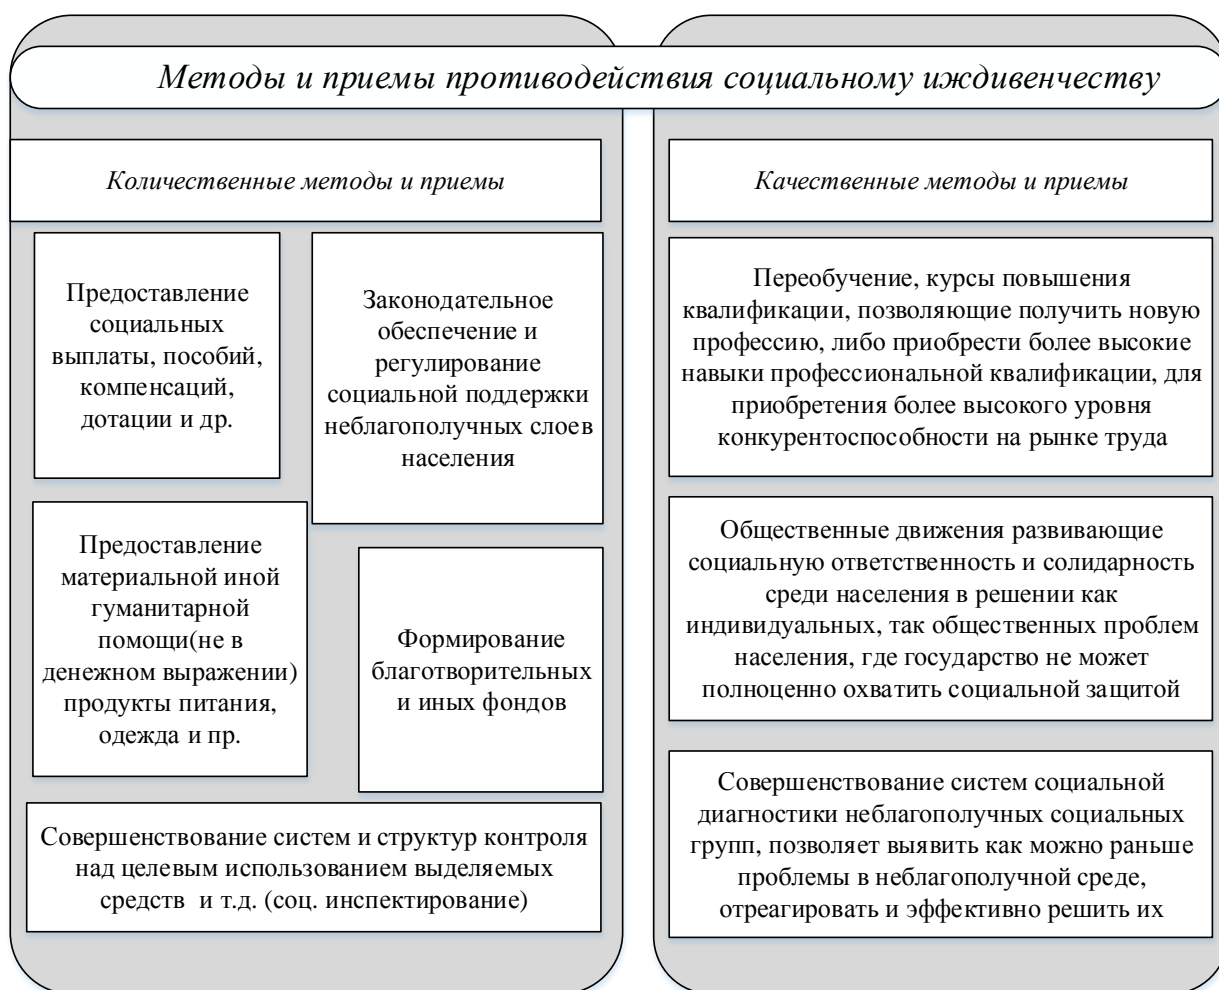 Методы и приемы противодействия социальному иждивенчеству
Количественные методы и приемы
Предоставление
социальных
выплаты, пособий,
компенсаций,
дотации и др.
Законодательное
обеспечение и
регулирование
социальной поддержки
неблагополучных слоев
населения
Предоставление
материальной иной
гуманитарной
помощи(не в
денежном выражении)
продукты питания,
одежда и пр.
Формирование
благотворительных
и иных фондов
Совершенствование систем и структур контроля
над целевым использованием выделяемых
средств и т.д. (соц. инспектирование)
Качественные методы и приемы
Переобучение, курсы повышения
квалификации, позволяющие получить новую
профессию, либо приобрести более высокие
навыки профессиональной квалификации, для
приобретения более высокого уровня
конкурентоспособности на рынке труда
Общественные движения развивающие
социальную ответственность и солидарность
среди населения в решении как
индивидуальных, так общественных проблем
населения, где государство не может
полноценно охватить социальной защитой
Совершенствование систем социальной
диагностики неблагополучных социальных
групп, позволяет выявить как можно раньше
проблемы в неблагополучной среде,
отреагировать и эффективно решить их